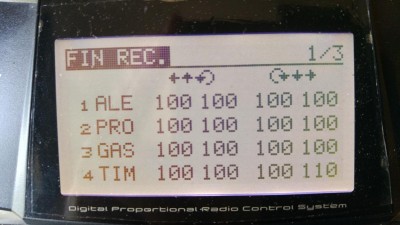 FIN REC. 1/3
1 ALE 100 100 100 100
2 PRO 100 100 100 100
3 GAS 100 100 100 100
4 TIM 100 100 100 110
Digital Proportional Radio Control System